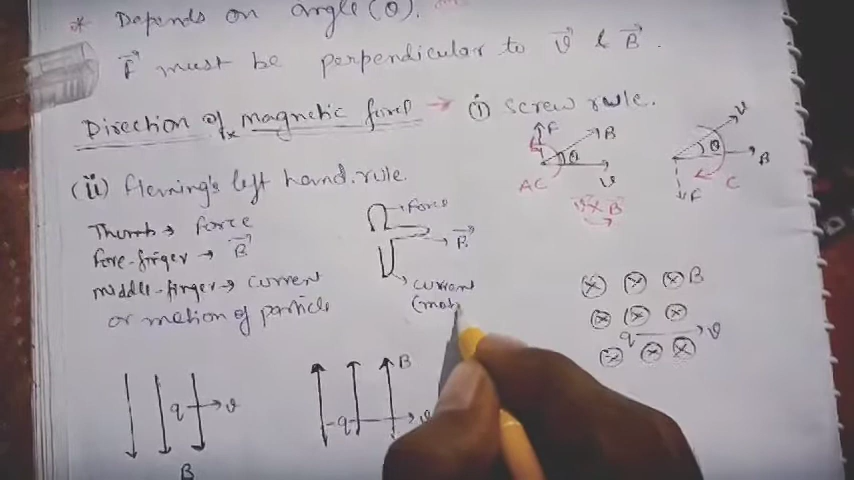 * Depends on angle (θ).
F must be perpendicular to v & B.
Direction of magnetic force → (i) Screw rule.
F B θ v AC
v × B
v θ B C F
(ii) fleming's left hand. rule.
Thumb → force
fore-finger → B
middle-finger → current
or motion of particle
force
B
current
(mot
B
q v
q v
B
B
q v